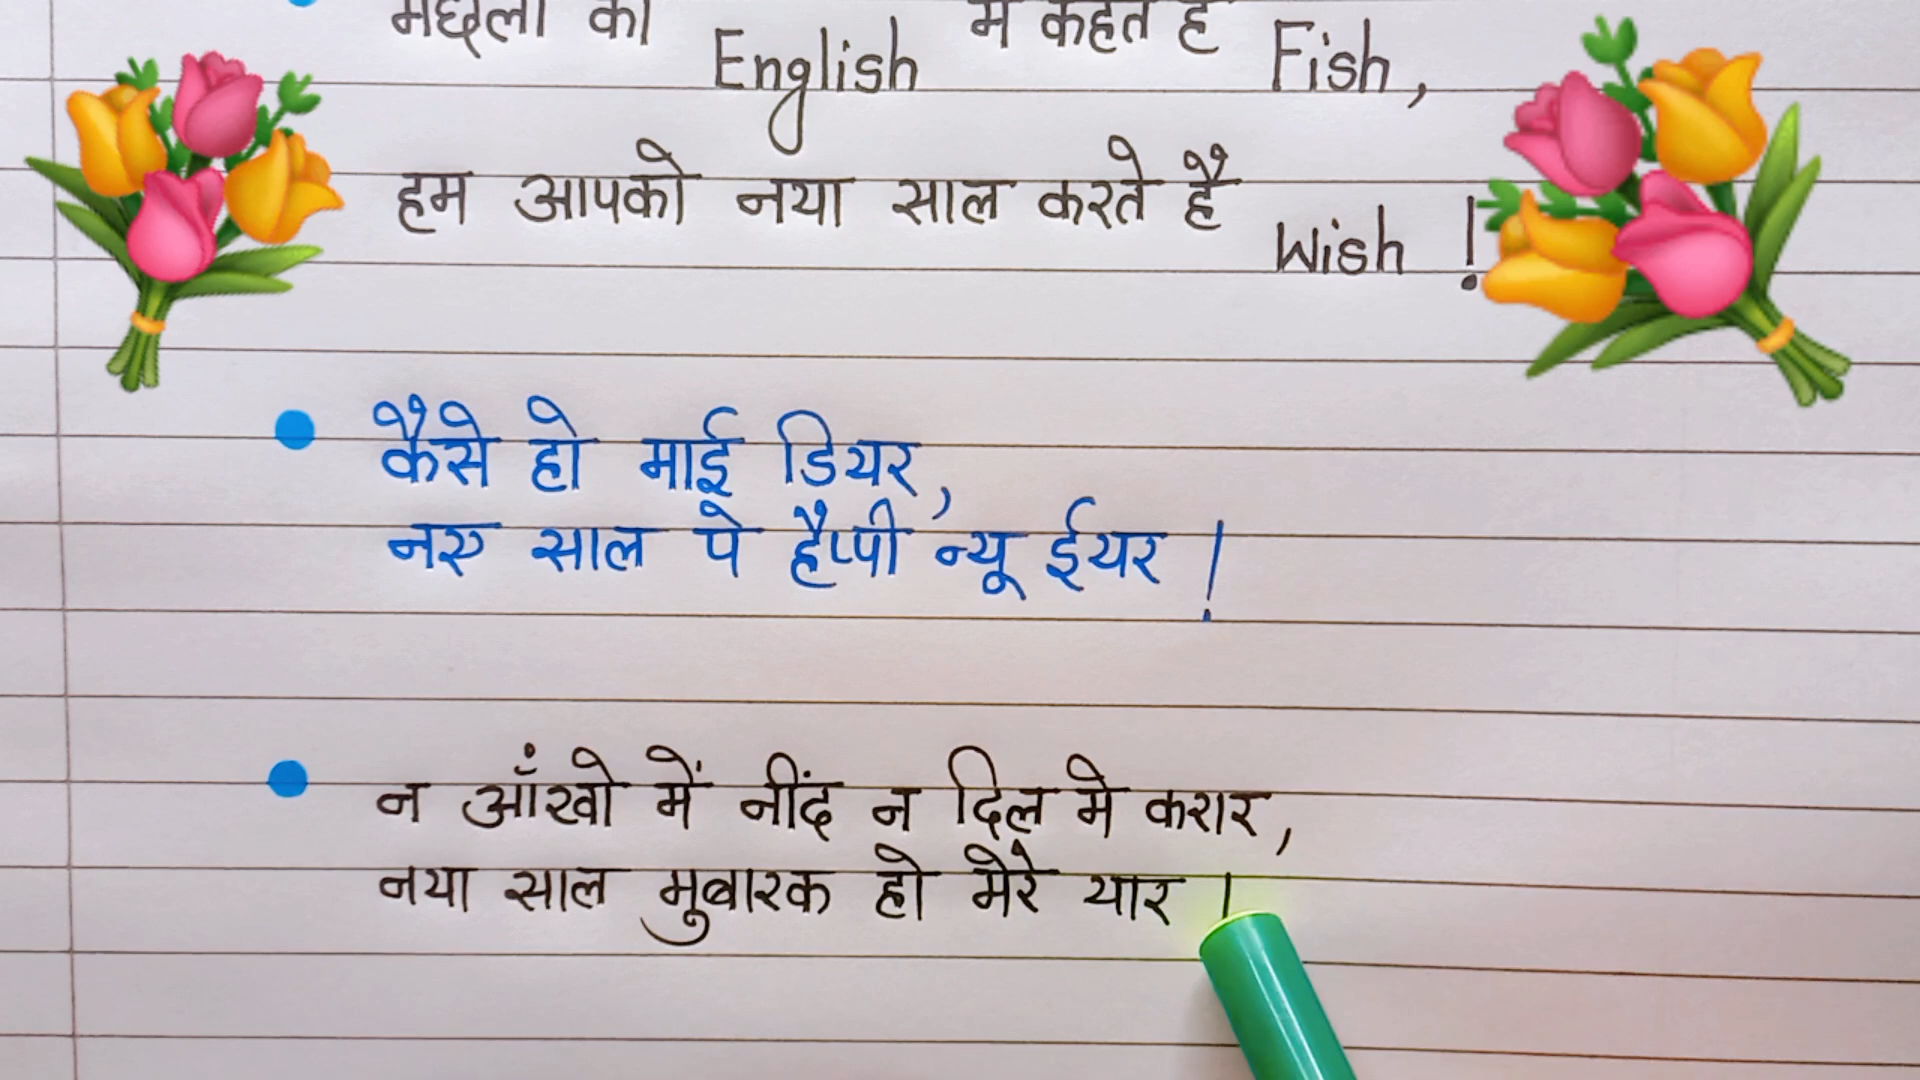 मछली को English में कहते है Fish,
हम आपको नया साल करते है Wish !
कैसे हो माई डियर,
नए साल पे हैप्पी न्यू ईयर !
न आँखो में नींद न दिल मे करार,
नया साल मुबारक हो मेरे यार !